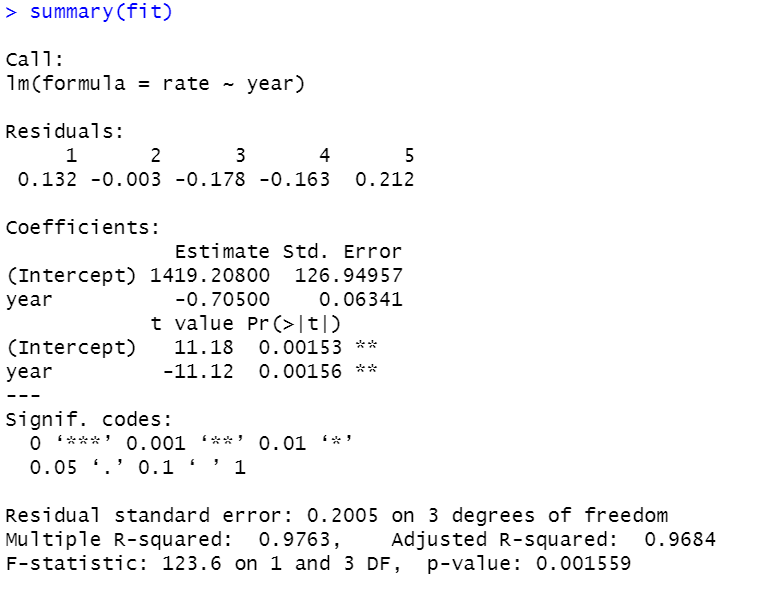 > summary(fit)
Call:
lm(formula = rate ~ year)
Residuals:
1 2 3 4 5
0.132 -0.003 -0.178 -0.163 0.212
Coefficients:
Estimate Std. Error
(Intercept) 1419.20800 126.94957
year -0.70500 0.06341
t value Pr(>|t|)
(Intercept) 11.18 0.00153 **
year -11.12 0.00156 **
---
Signif. codes:
0 ‘***’ 0.001 ‘**’ 0.01 ‘*’
0.05 ‘.’ 0.1 ‘ ’ 1
Residual standard error: 0.2005 on 3 degrees of freedom
Multiple R-squared: 0.9763, Adjusted R-squared: 0.9684
F-statistic: 123.6 on 1 and 3 DF, p-value: 0.001559